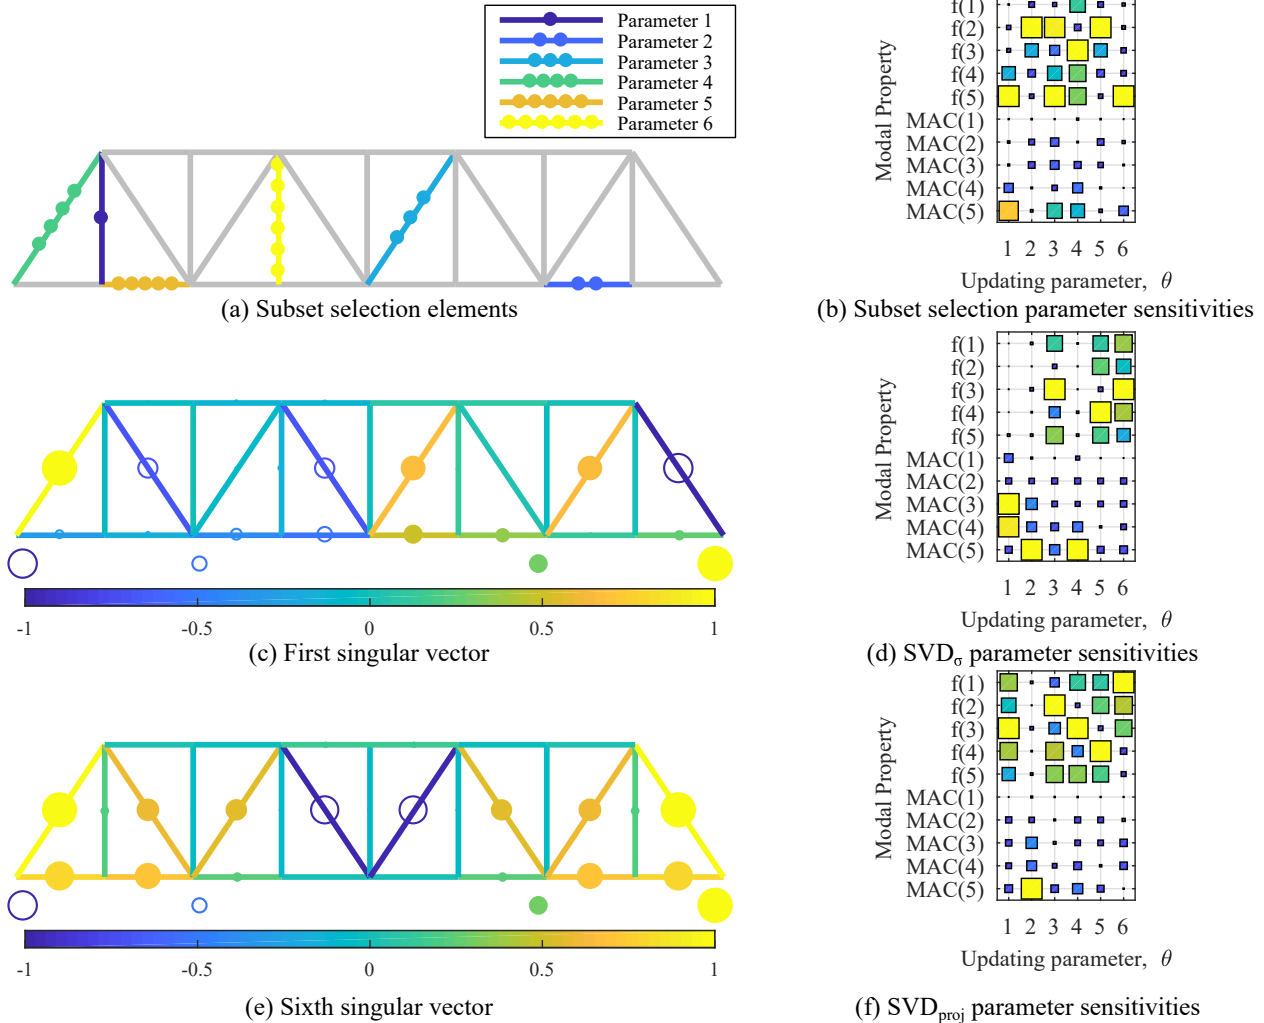 Parameter 1
Parameter 2
Parameter 3
Parameter 4
Parameter 5
Parameter 6
(a) Subset selection elements
Modal Property
f(1)
f(2)
f(3)
f(4)
f(5)
MAC(1)
MAC(2)
MAC(3)
MAC(4)
MAC(5)
1 2 3 4 5 6
Updating parameter, θ
(b) Subset selection parameter sensitivities
-1 -0.5 0 0.5 1
(c) First singular vector
Modal Property
f(1)
f(2)
f(3)
f(4)
f(5)
MAC(1)
MAC(2)
MAC(3)
MAC(4)
MAC(5)
1 2 3 4 5 6
Updating parameter, θ
(d) SVDσ parameter sensitivities
-1 -0.5 0 0.5 1
(e) Sixth singular vector
Modal Property
f(1)
f(2)
f(3)
f(4)
f(5)
MAC(1)
MAC(2)
MAC(3)
MAC(4)
MAC(5)
1 2 3 4 5 6
Updating parameter, θ
(f) SVDproj parameter sensitivities